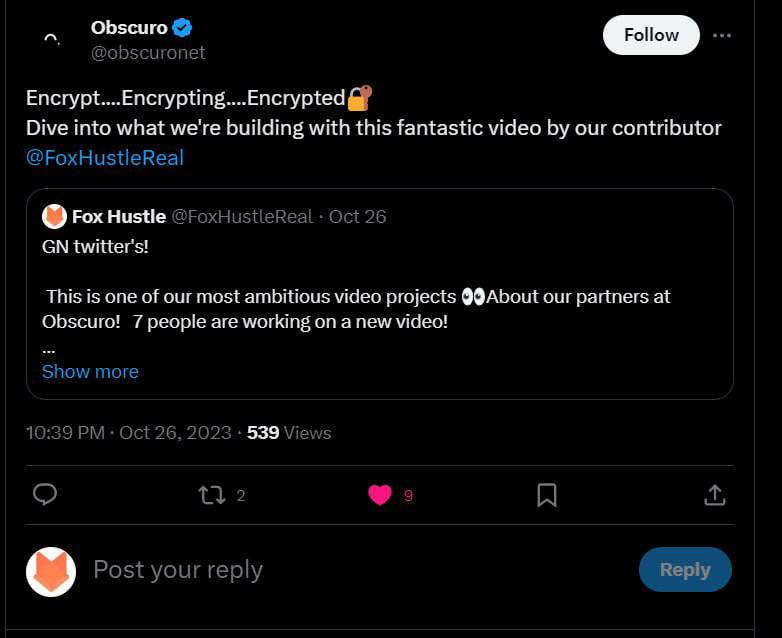 Obscuro
@obscuronet
Follow
Encrypt....Encrypting....Encrypted🔐
Dive into what we're building with this fantastic video by our contributor
@FoxHustleReal
Fox Hustle @FoxHustleReal · Oct 26
GN twitter's!
This is one of our most ambitious video projects 👀About our partners at
Obscuro!  7 people are working on a new video!
...
Show more
10:39 PM · Oct 26, 2023 · 539 Views
2 9
Post your reply
Reply